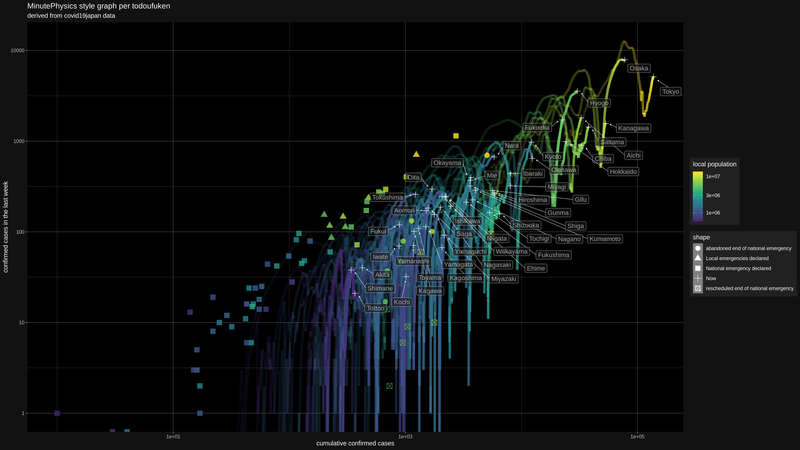 MinutePhysics style graph per todoufuken
derived from covid19japan data
confirmed cases in the last week
10000
1000
100
10
1
Osaka
Tokyo
Hyogo
Fukuoka
Kanagawa
Saitama
Nara
Kyoto
Chiba
Aichi
Okayama
Mie
Ibaraki
Okinawa
Hokkaido
Oita
Miyagi
Tokushima
Hiroshima
Gifu
Aomori
Gunma
Ishikawa
Shizuoka
Shiga
Fukui
Saga
Niigata
Tochigi
Nagano
Kumamoto
Iwate
Yamanashi
Yamaguchi
Wakayama
Fukushima
Akita
Yamagata
Nagasaki
Ehime
Shimane
Toyama
Kagoshima
Miyazaki
Kagawa
Tottori
Kochi
1e+01
1e+03
1e+05
cumulative confirmed cases
local population
1e+07
3e+06
1e+06
shape
abandoned end of national emergency
Local emergencies declared
National emergency declared
Now
rescheduled end of national emergency